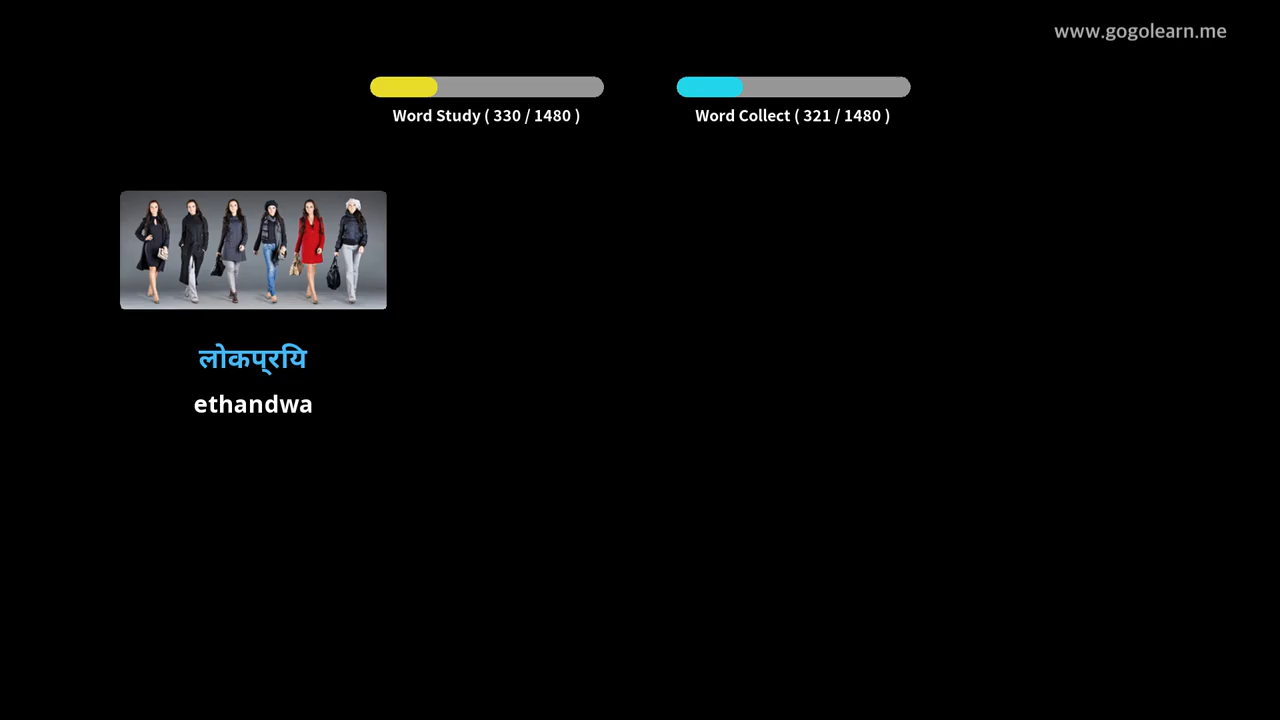 www.gogolearn.me
Word Study ( 330 / 1480 )
Word Collect ( 321 / 1480 )
लोकप्रयि
ethandwa